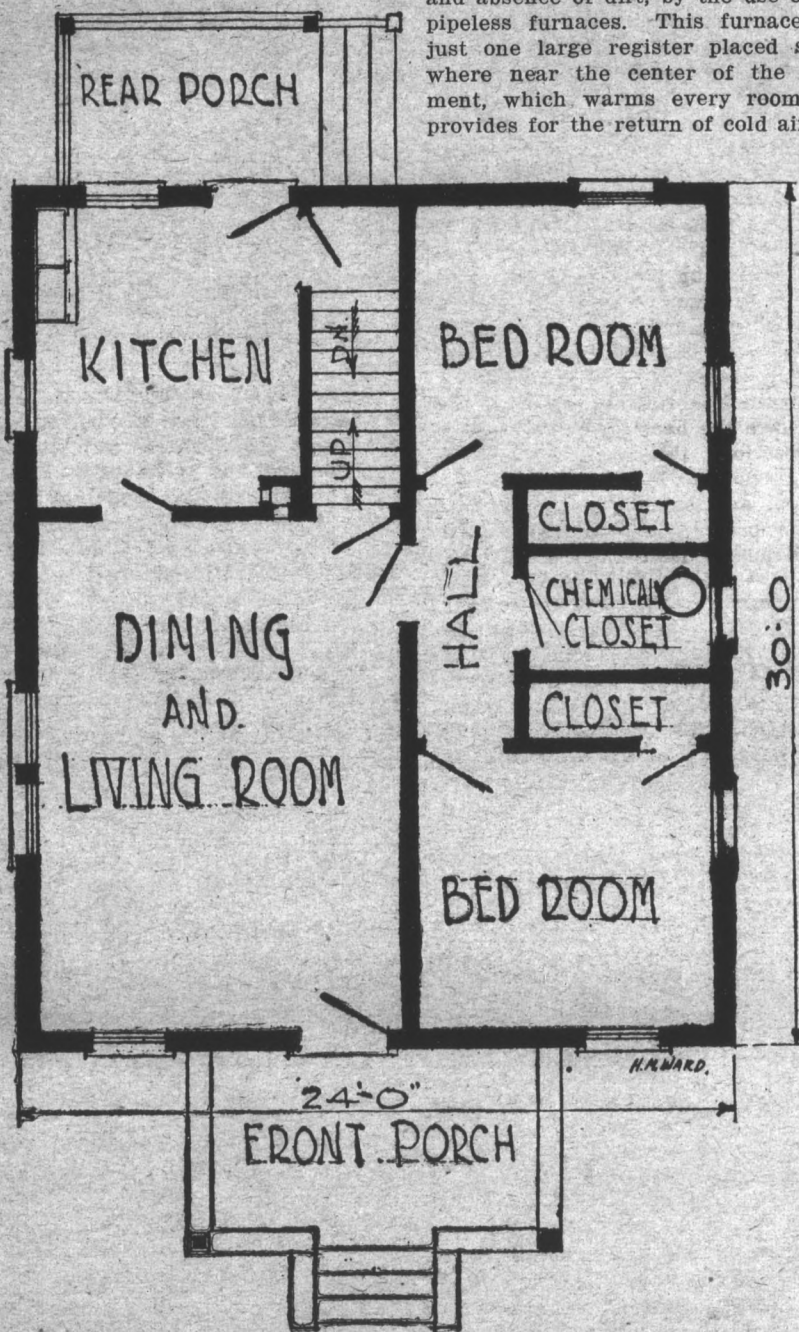 and absence of dirt, by the use o
pipeless furnaces. This furnace
just one large register placed s
where near the center of the
ment, which warms every room
provides for the return of cold air
REAR PORCH
KITCHEN
DN.
UP
BED ROOM
CLOSET
HALL
CHEMICAL
CLOSET
CLOSET
DINING
AND.
LIVING ROOM
BED ROOM
30:0
H.M.WARD.
24'-0"
FRONT PORCH